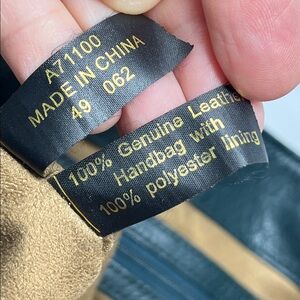 A71100
MADE IN CHINA
49 062
100% Genuine Leather
Handbag with
100% polyester lining